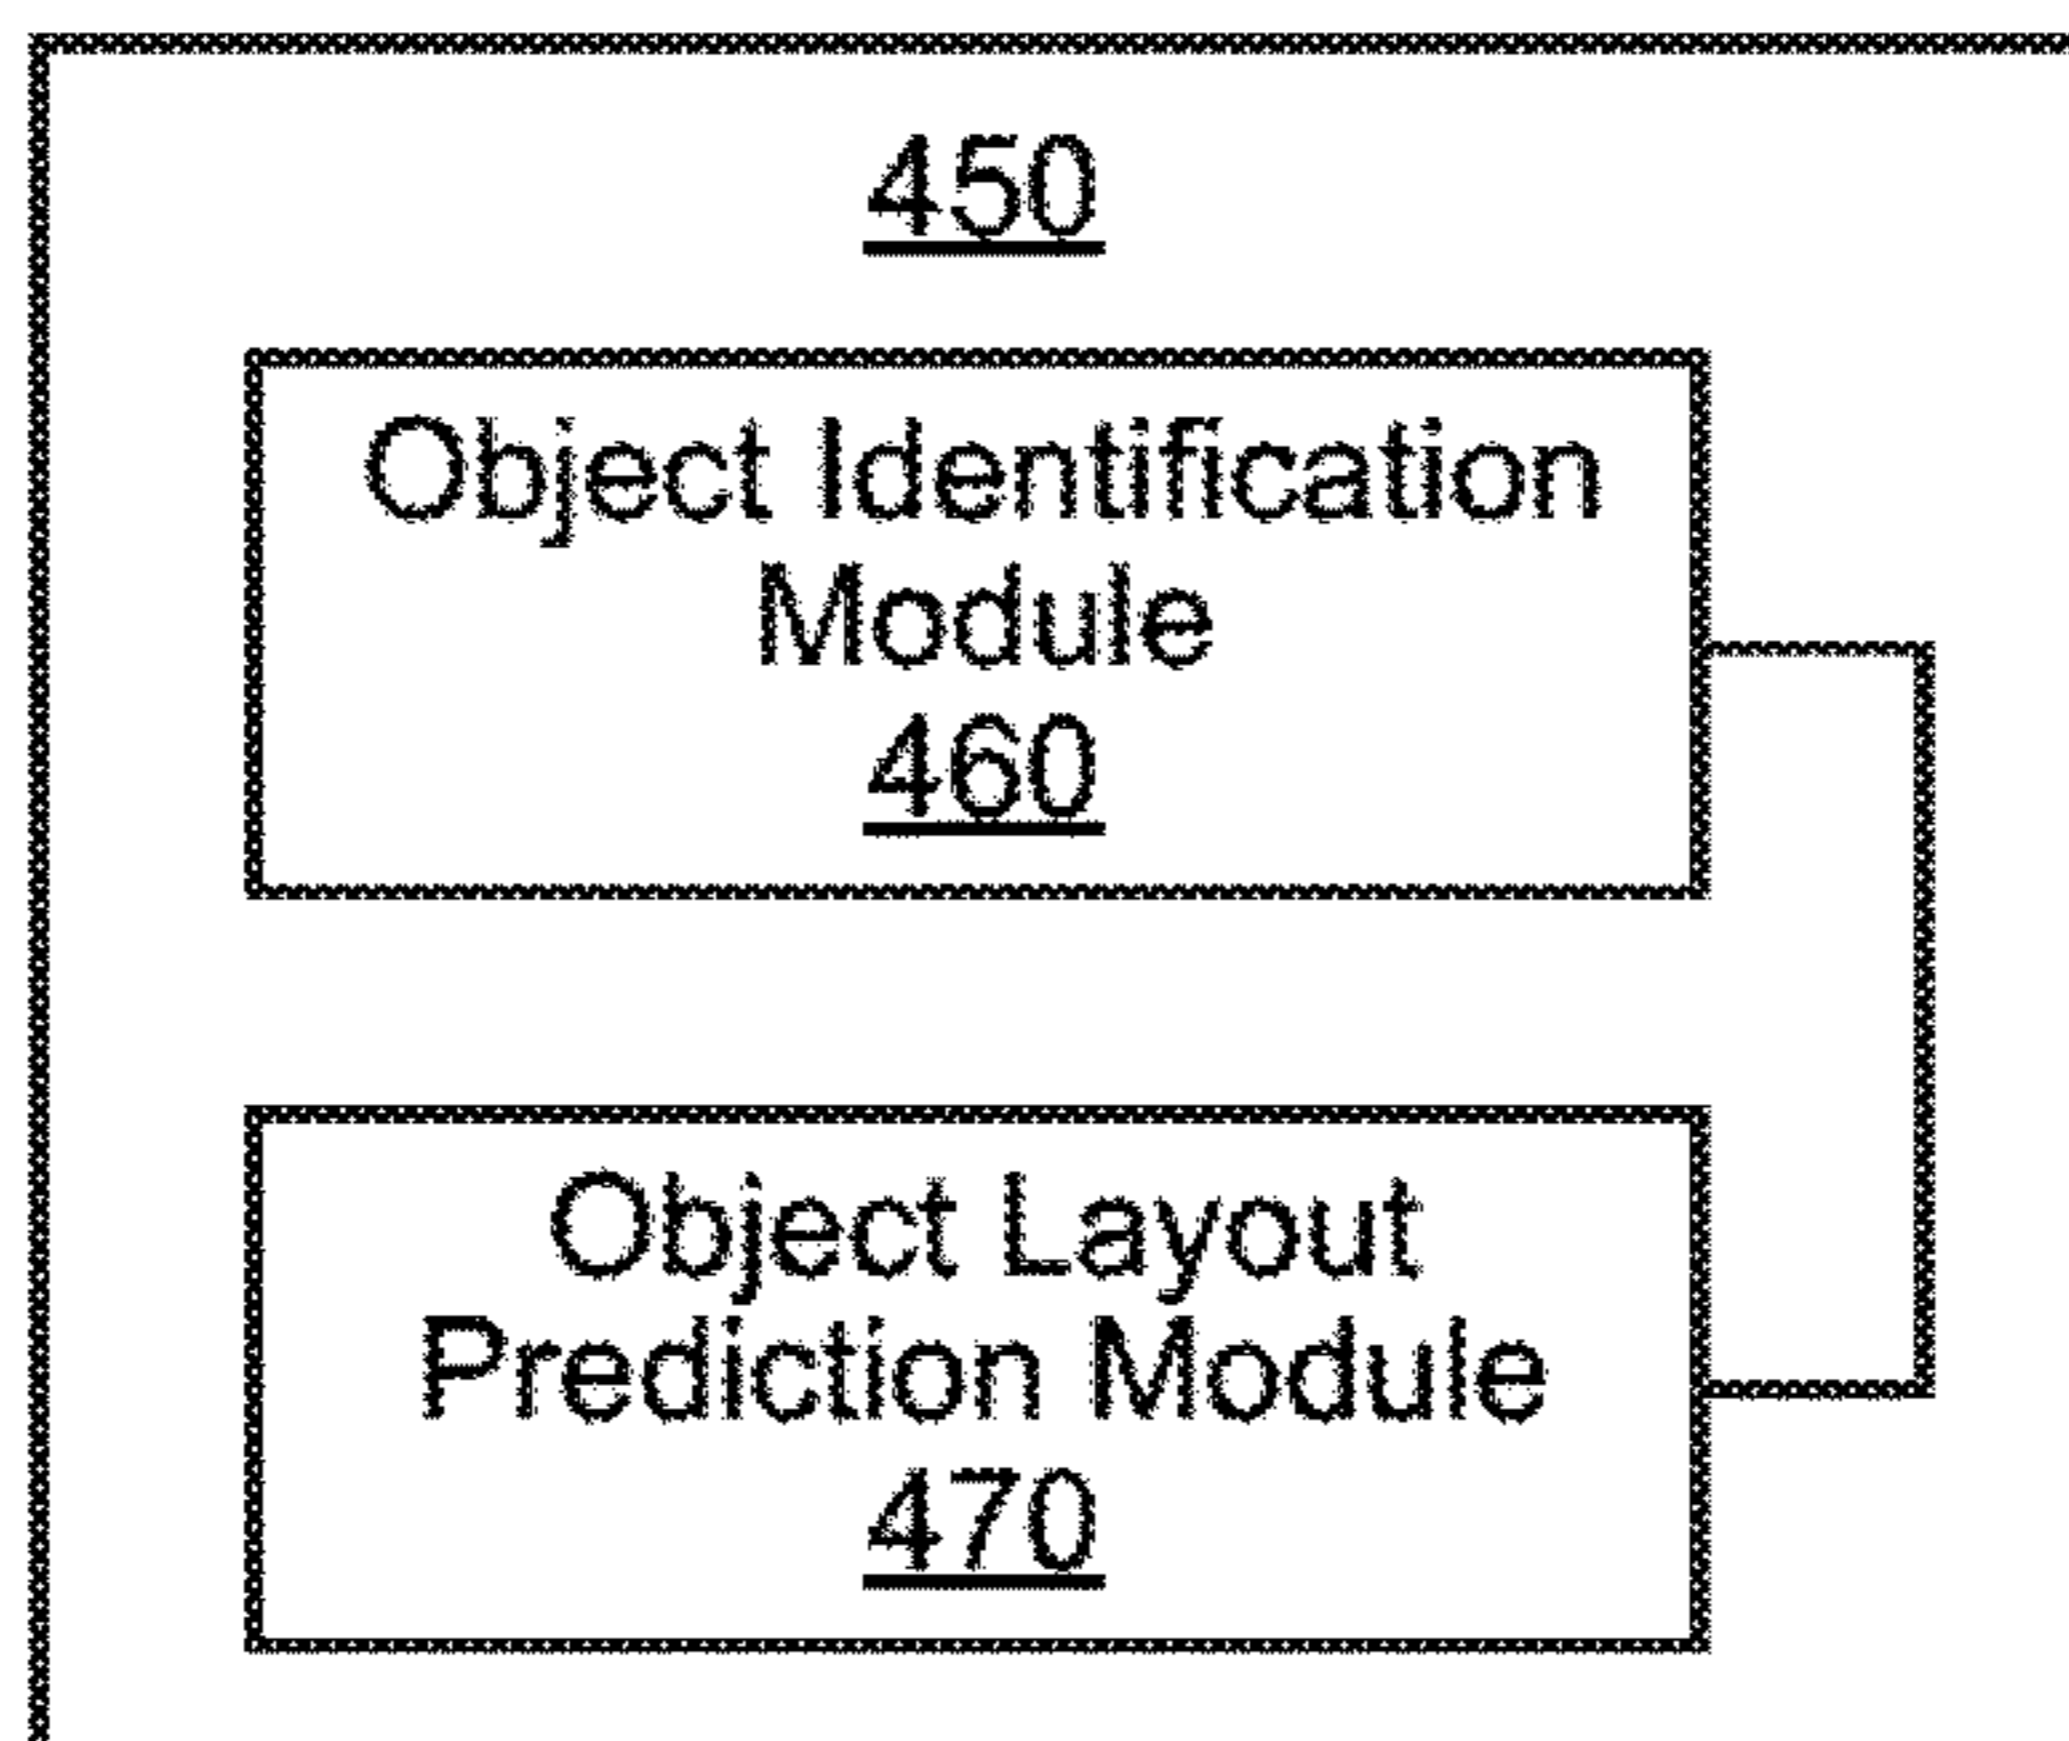 450
Object Identification
Module
460
Object Layout
Prediction Module
470